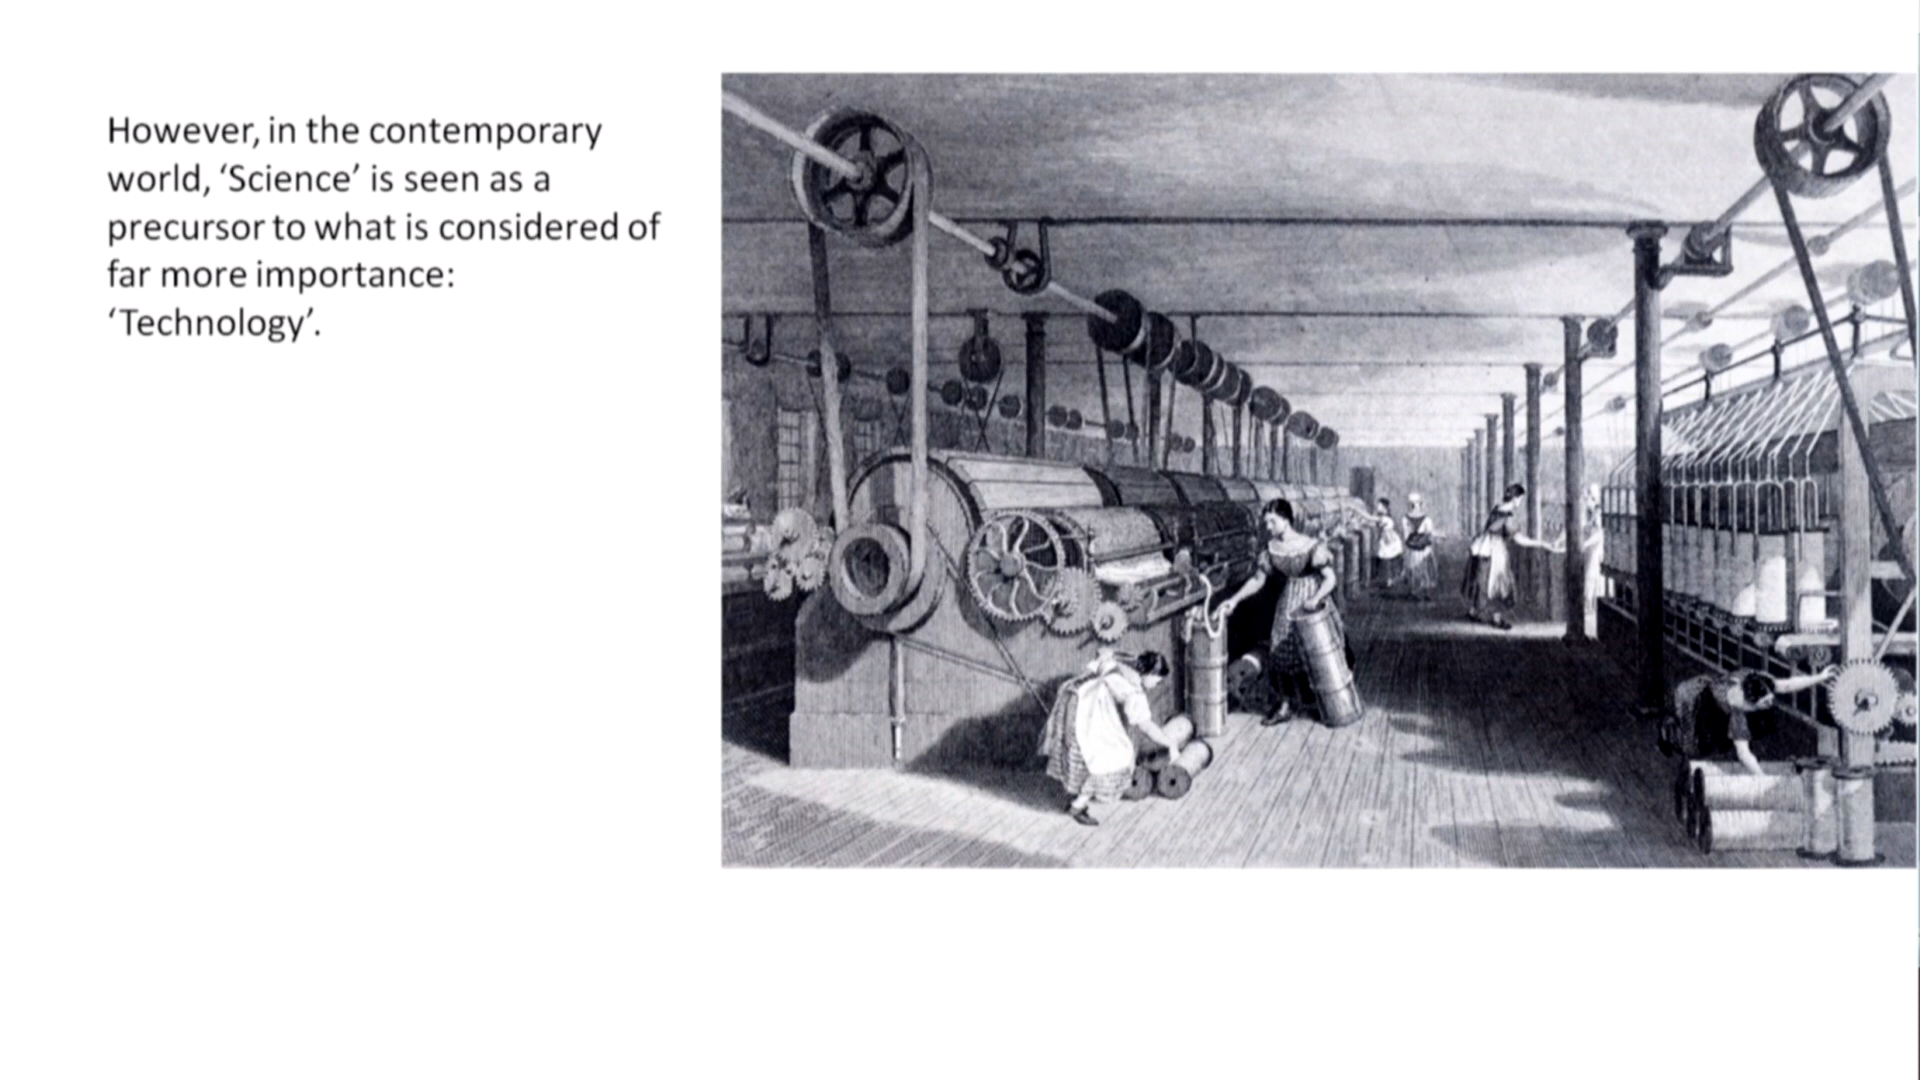 However, in the contemporary
world, ‘Science’ is seen as a
precursor to what is considered of
far more importance:
‘Technology’.